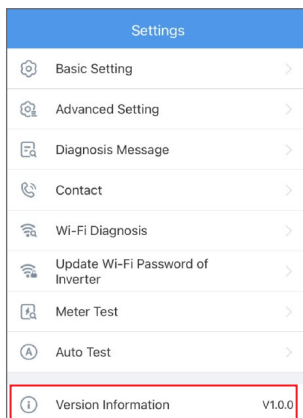 Settings
Basic Setting
Advanced Setting
Diagnosis Message
Contact
Wi-Fi Diagnosis
Update Wi-Fi Password of
Inverter
Meter Test
A Auto Test
Version Information V1.0.0